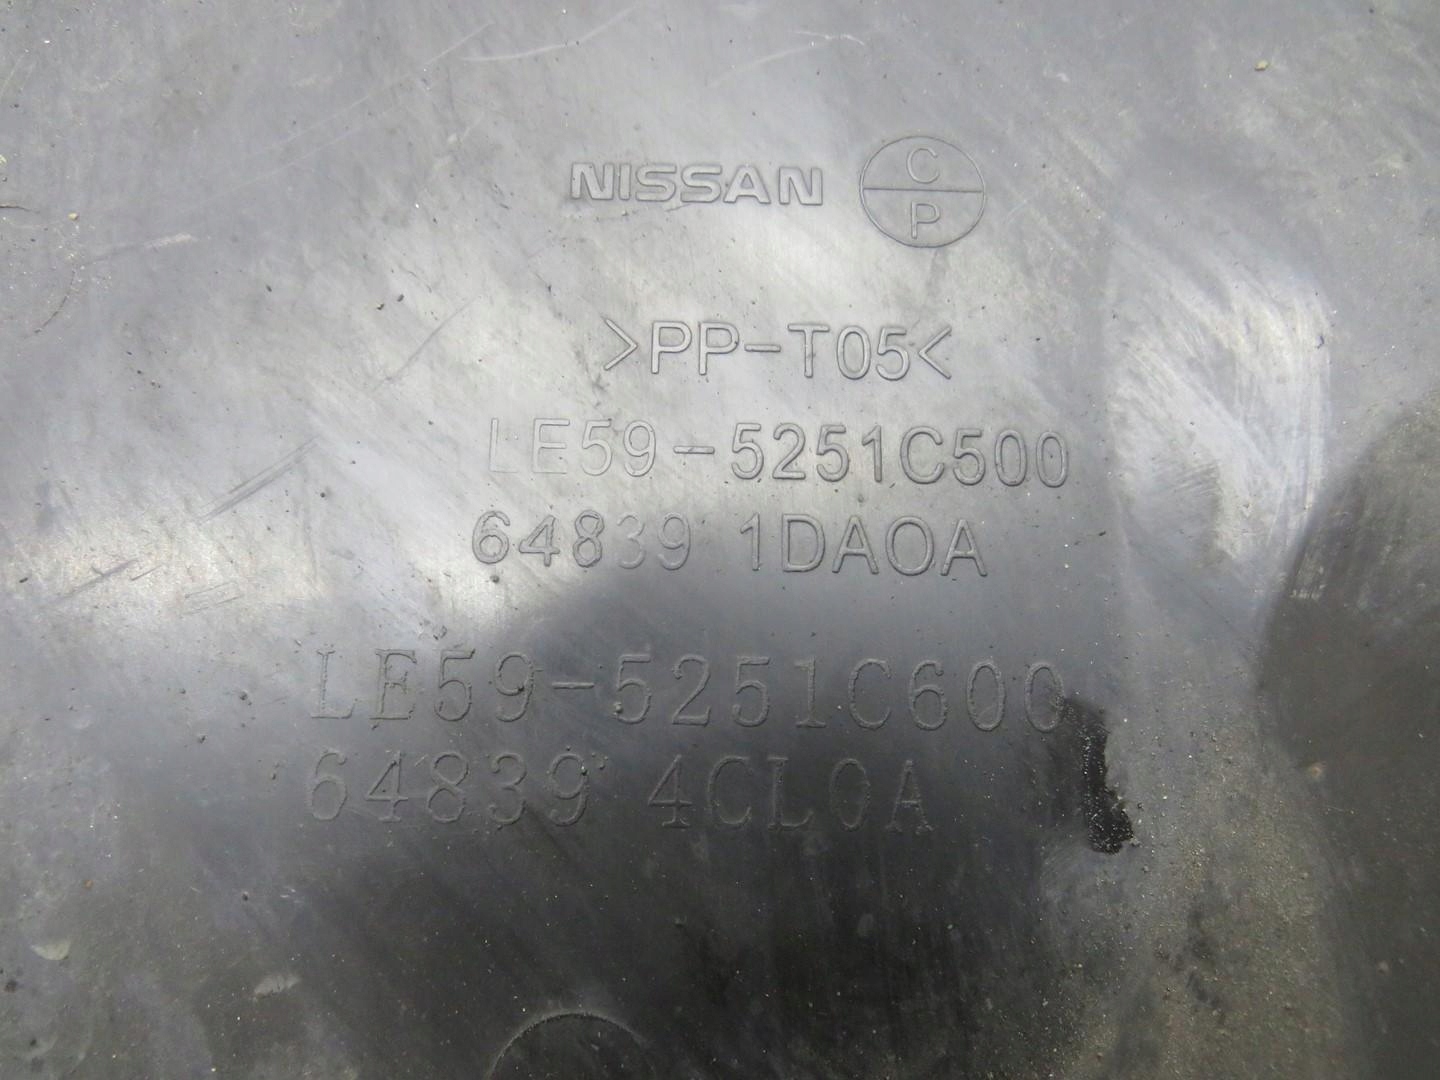 NISSAN C
P
>PP-T05<
LE59-5251C500
64839 1DA0A
LE59-5251C600
64839 4CL0A